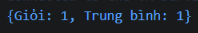 {Giỏi: 1, Trung bình: 1}